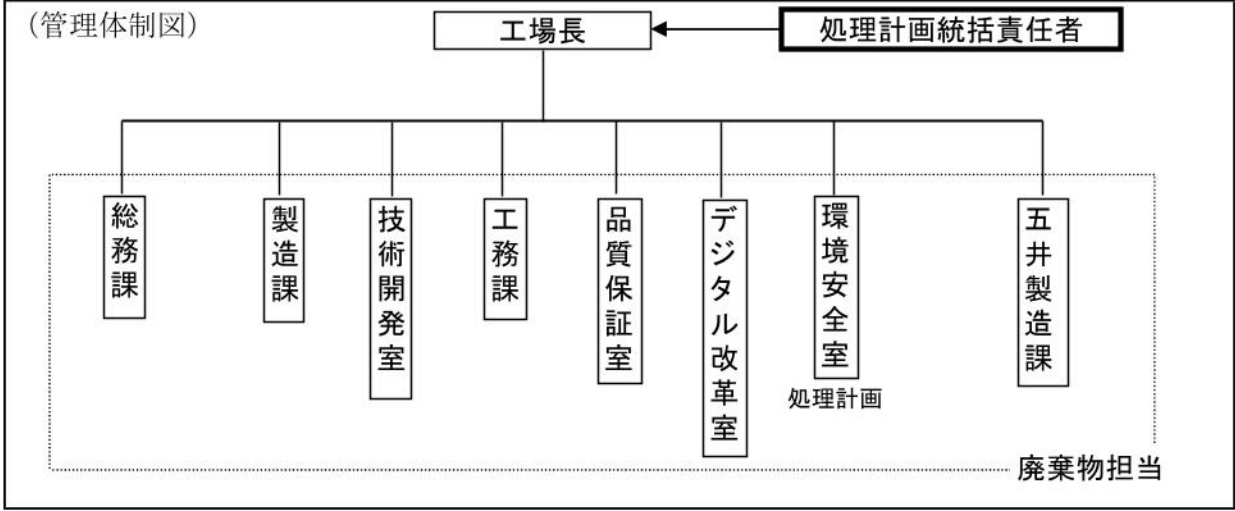 (管理体制図)
工場長
処理計画統括責任者
総務課
製造課
技術開発室
工務課
品質保証室
デジタル改革室
環境安全室
処理計画
五井製造課
廃棄物担当